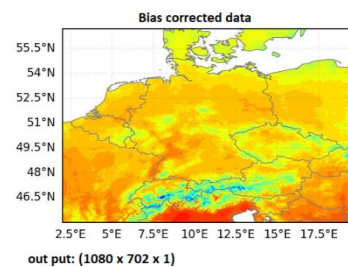 Bias corrected data
55.5°N
54°N
52.5°N
51°N
49.5°N
48°N
46.5°N
2.5°E 5°E 7.5°E 10°E 12.5°E 15°E 17.5°E
out put: (1080 x 702 x 1)